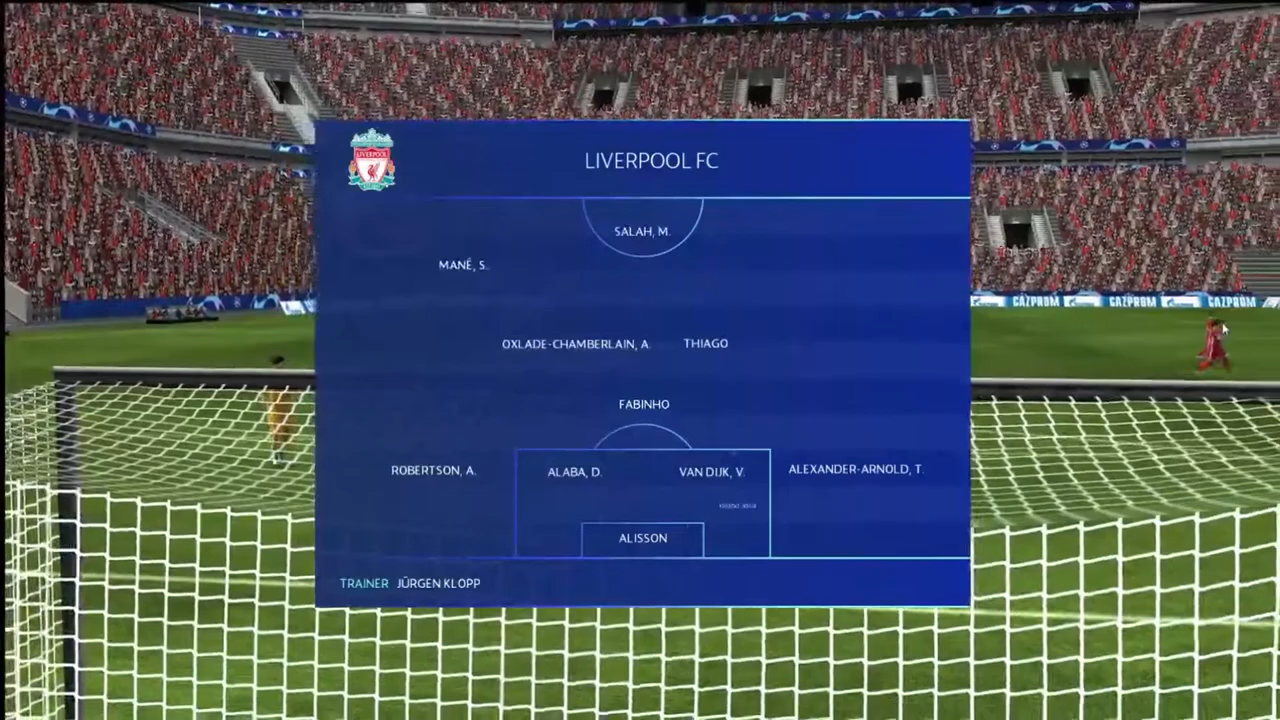 LIVERPOOL FC
LIVERPOOL
SALAH, M.
MANÉ, S.
OXLADE-CHAMBERLAIN, A. THIAGO
GAZPROM GAZPROM GAZPROM
FABINHO
ROBERTSON, A. ALABA, D. VAN DIJK, V. ALEXANDER-ARNOLD, T.
ALISSON
TRAINER JÜRGEN KLOPP